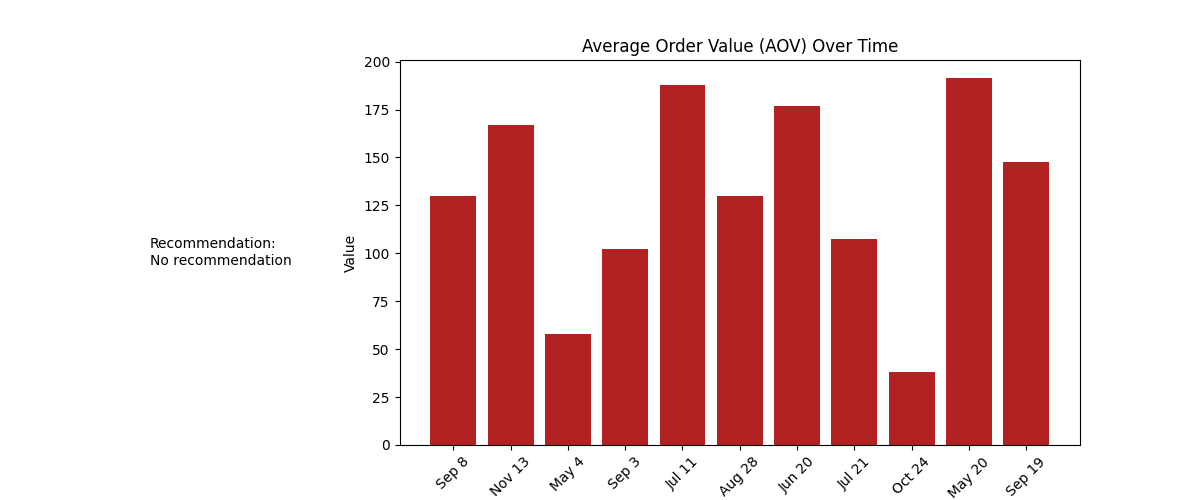 Average Order Value (AOV) Over Time
200
175
150
125
100
75
50
25
0
Value
Recommendation:
No recommendation
Sep 8
Nov 13
May 4
Sep 3
Jul 11
Aug 28
Jun 20
Jul 21
Oct 24
May 20
Sep 19